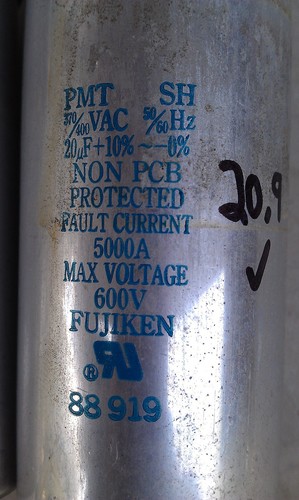 PMT SH
370/400 VAC 50/60 Hz
20µF+10%~-0%
NON PCB
PROTECTED
FAULT CURRENT
5000A
MAX VOLTAGE
600V
FUJIKEN
RU ®
88 919
20.9 ✓